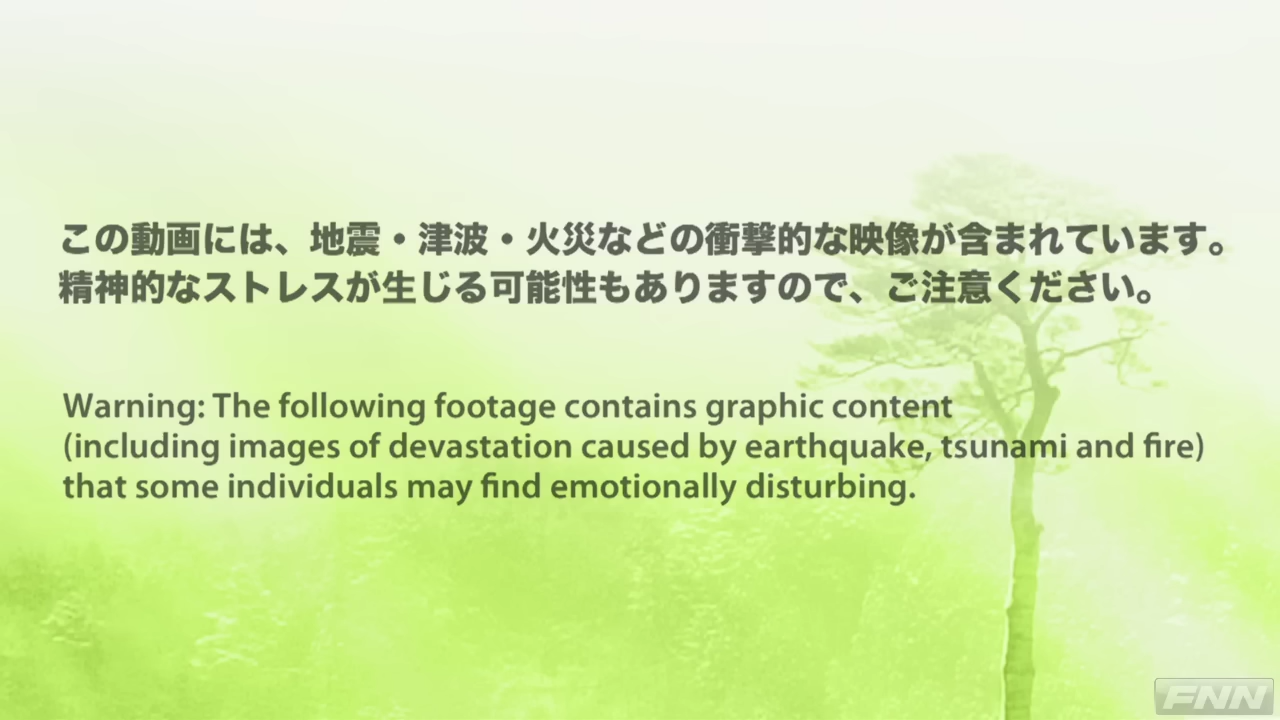 この動画には、地震・津波・火災などの衝撃的な映像が含まれています。
精神的なストレスが生じる可能性もありますので、ご注意ください。
Warning: The following footage contains graphic content
(including images of devastation caused by earthquake, tsunami and fire)
that some individuals may find emotionally disturbing.
FNN